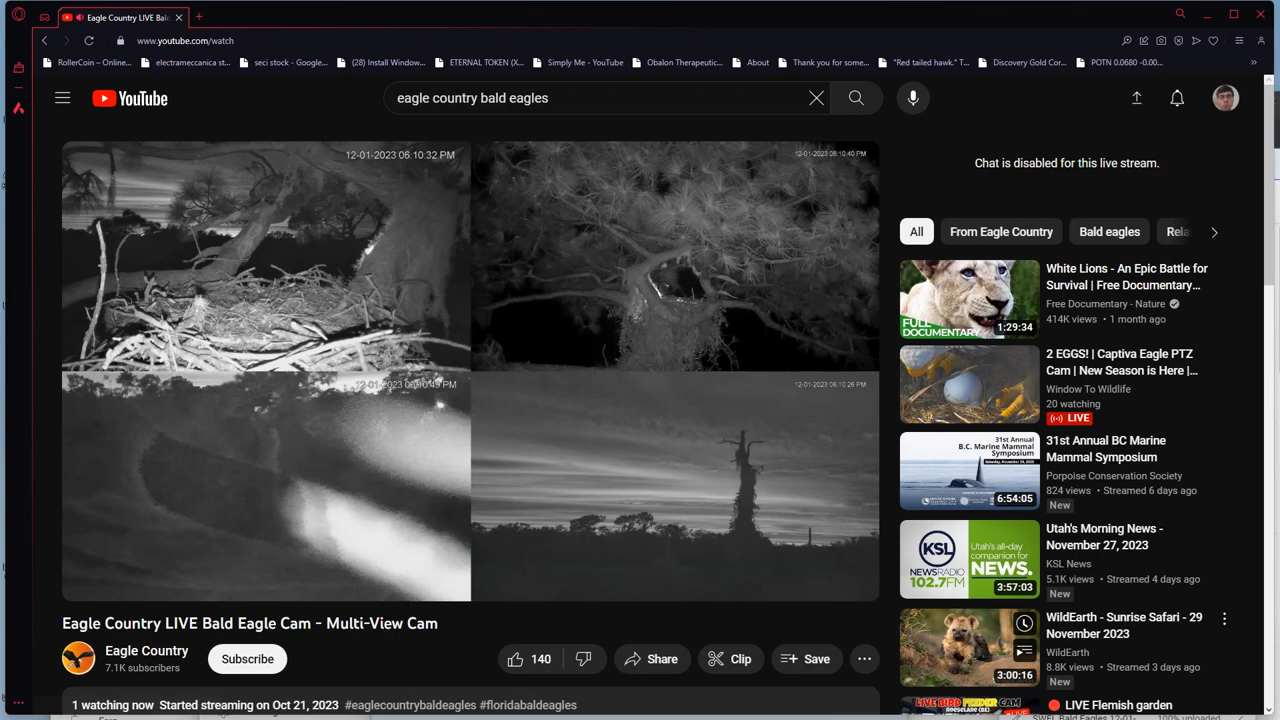 Eagle Country LIVE Bald
www.youtube.com/watch
RollerCoin – Online...
electrameccanica st...
seci stock - Google...
(28) Install Window...
ETERNAL TOKEN (X...
Simply Me - YouTube
Obalon Therapeutic...
About
Thank you for some...
"Red tailed hawk." T...
Discovery Gold Cor...
POTN 0.0680 -0.00...
YouTube
eagle country bald eagles
12-01-2023 06:10:32 PM
12-01-2023 06:10:40 PM
12-01-2023 PM
12-01-2023 06:10:26 PM
Eagle Country LIVE Bald Eagle Cam - Multi-View Cam
Eagle Country
7.1K subscribers
Subscribe
140
Share
Clip
Save
1 watching now Started streaming on Oct 21, 2023 #eaglecountrybaldeagles #floridabaldeagles
Chat is disabled for this live stream.
All
From Eagle Country
Bald eagles
Rela
FULL DOCUMENTARY
1:29:34
White Lions - An Epic Battle for
Survival | Free Documentary...
Free Documentary - Nature
414K views • 1 month ago
2 EGGS! | Captiva Eagle PTZ
Cam | New Season is Here |...
Window To Wildlife
20 watching
LIVE
31st Annual
B.C. Marine Mammal
Symposium
6:54:05
31st Annual BC Marine
Mammal Symposium
Porpoise Conservation Society
824 views • Streamed 6 days ago
New
KSL
NEWSRADIO
102.7FM
Utah's all-day
companion for
NEWS.
3:57:03
Utah's Morning News -
November 27, 2023
KSL News
5.1K views • Streamed 4 days ago
New
3:00:16
WildEarth - Sunrise Safari - 29
November 2023
WildEarth
8.8K views • Streamed 3 days ago
New
LIVE BIRD FEEDER CAM
LIVE Flemish garden